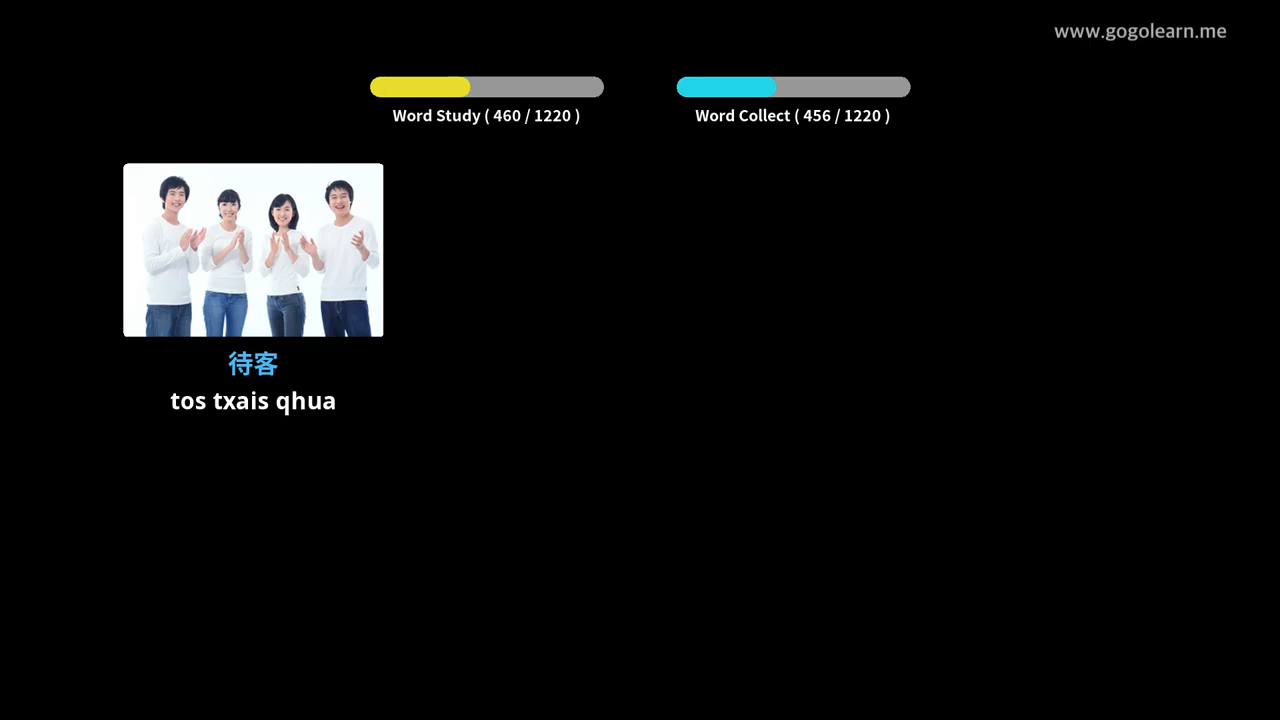 www.gogolearn.me
Word Study ( 460 / 1220 )
Word Collect ( 456 / 1220 )
待客
tos txais qhua